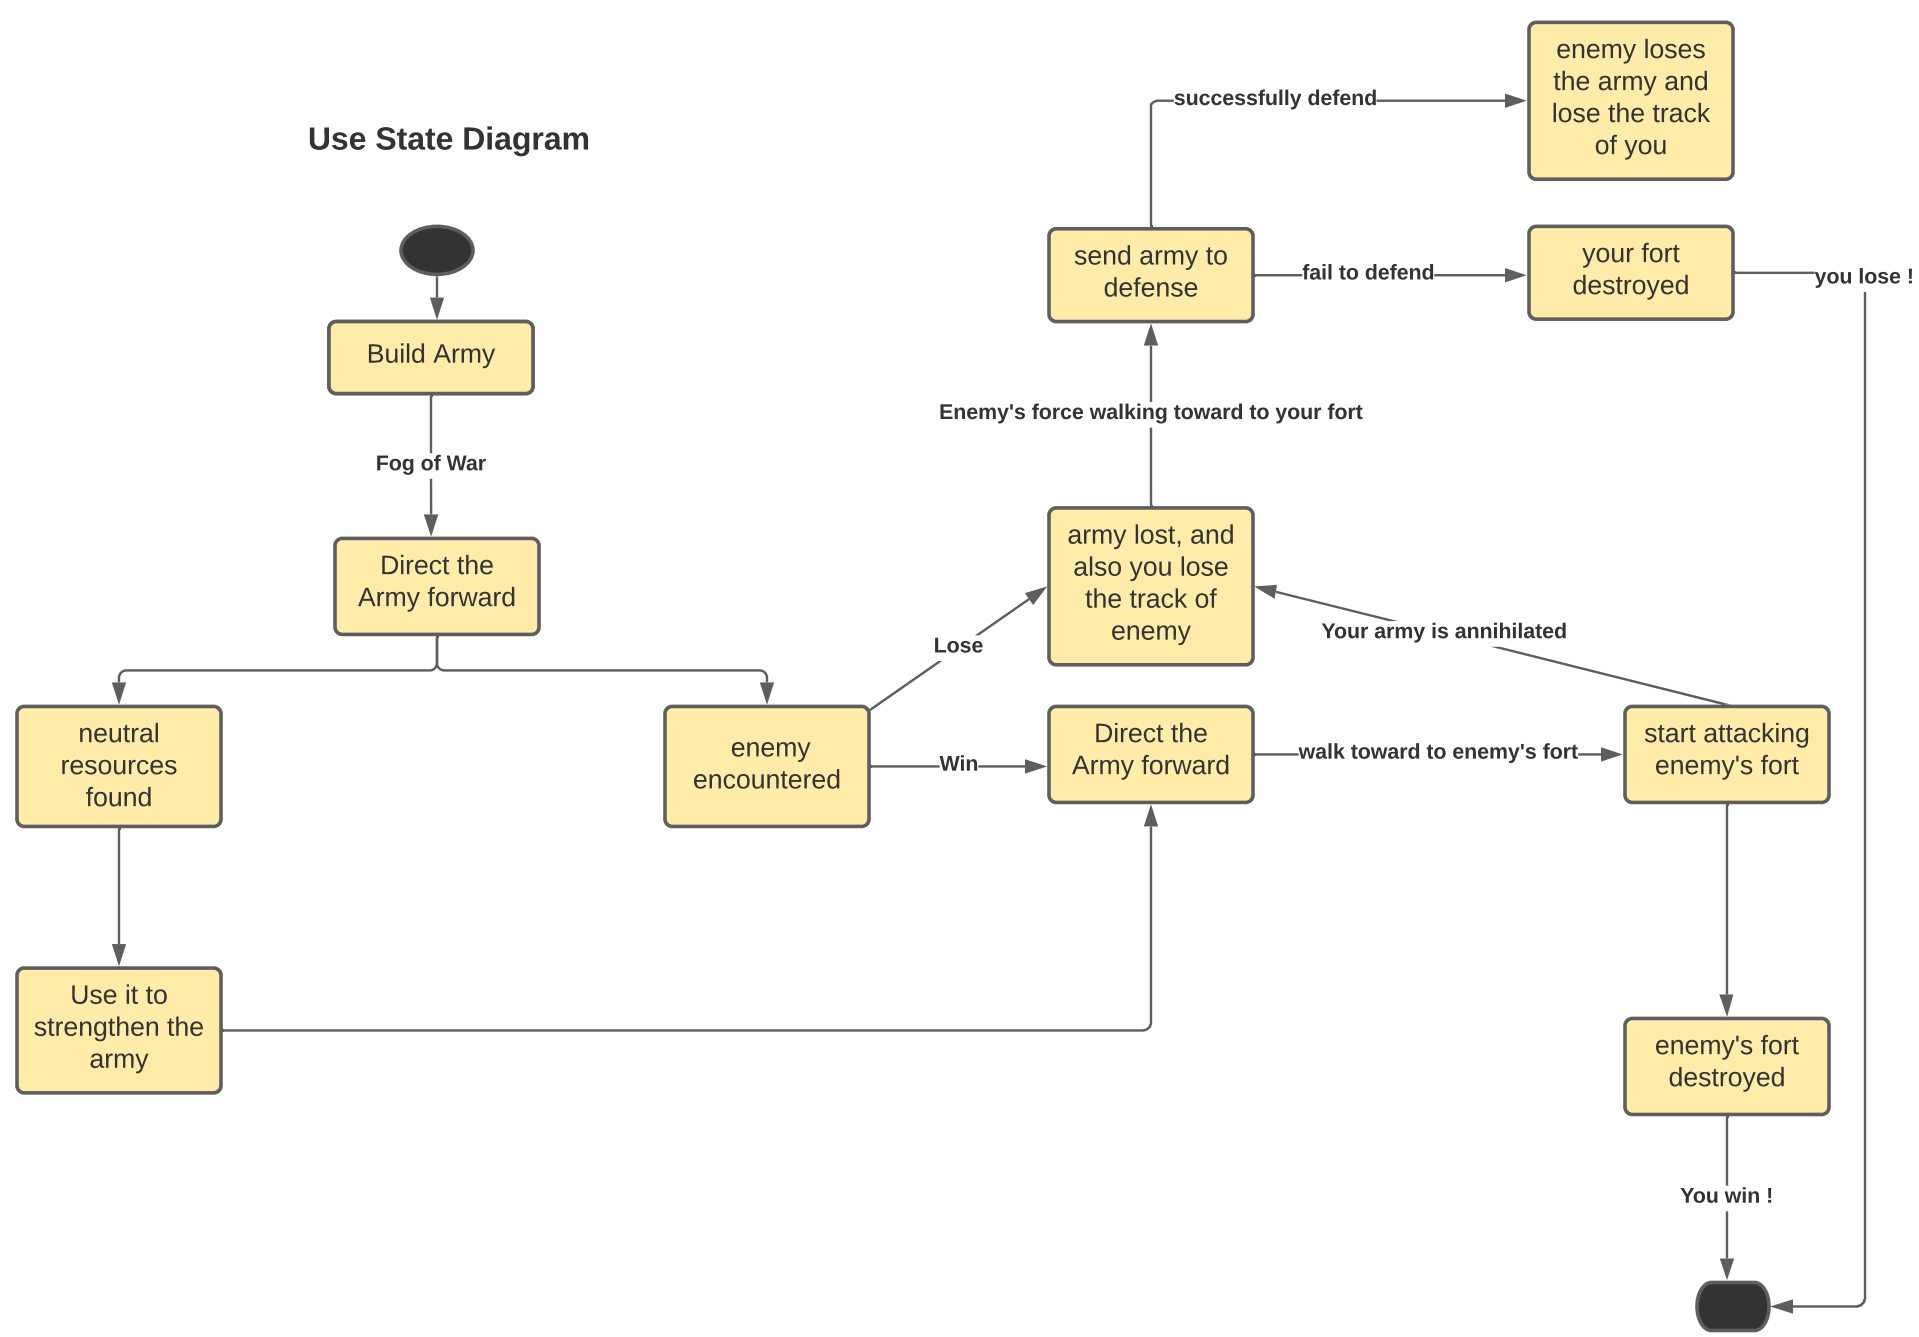 Use State Diagram
Build Army
Fog of War
Direct the
Army forward
neutral
resources
found
Use it to
strengthen the
army
enemy
encountered
Lose
Win
army lost, and
also you lose
the track of
enemy
Enemy's force walking toward to your fort
send army to
defense
successfully defend
enemy loses
the army and
lose the track
of you
fail to defend
your fort
destroyed
you lose !
Direct the
Army forward
walk toward to enemy's fort
start attacking
enemy's fort
Your army is annihilated
enemy's fort
destroyed
You win !